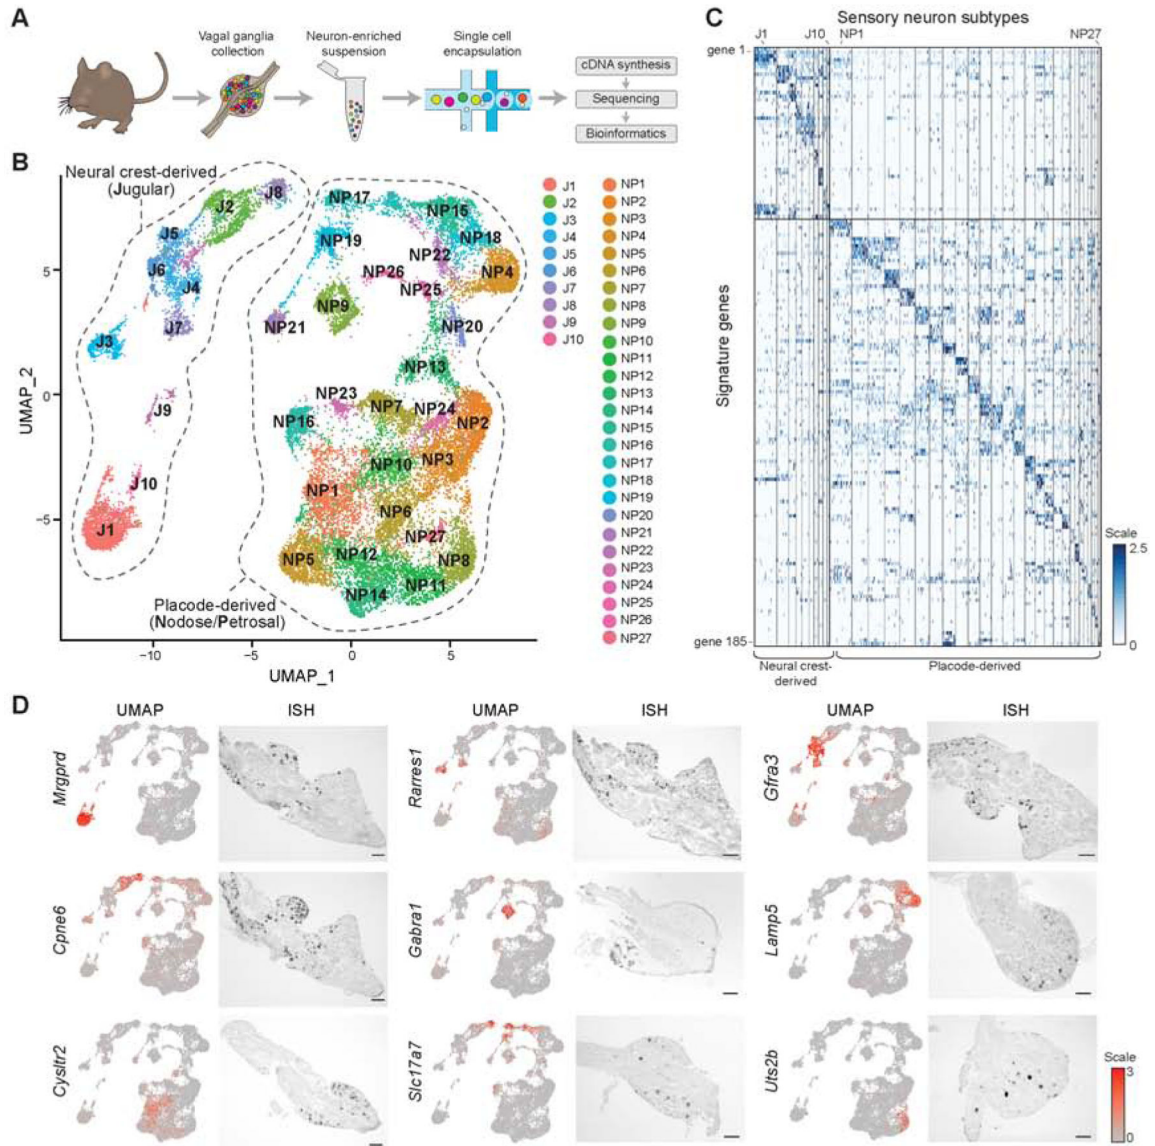 A
Vagal ganglia
collection
Neuron-enriched
suspension
Single cell
encapsulation
cDNA synthesis
Sequencing
Bioinformatics
B
Neural crest-derived
(Jugular)
J8
J2
J5
J6
J4
J7
J3
J9
J10
J1
NP17
NP15
NP19
NP18
NP22
NP26
NP4
NP25
NP9
NP21
NP20
NP13
NP23
NP7
NP24
NP16
NP2
NP10
NP3
NP1
NP6
NP27
NP12
NP5
NP8
NP11
NP14
Placode-derived
(Nodose/Petrosal)
UMAP_2
5
0
−5
−10
−5
0
5
UMAP_1
J1
J2
J3
J4
J5
J6
J7
J8
J9
J10
NP1
NP2
NP3
NP4
NP5
NP6
NP7
NP8
NP9
NP10
NP11
NP12
NP13
NP14
NP15
NP16
NP17
NP18
NP19
NP20
NP21
NP22
NP23
NP24
NP25
NP26
NP27
C
Sensory neuron subtypes
J1
J10
NP1
NP27
gene 1
Signature genes
gene 185
Neural crest-
derived
Placode-derived
Scale
2.5
0
D
UMAP
ISH
UMAP
ISH
UMAP
ISH
Mrgprd
Rarres1
Gfra3
Cpne6
Gabra1
Lamp5
Cysltr2
Slc17a7
Uts2b
Scale
3
0